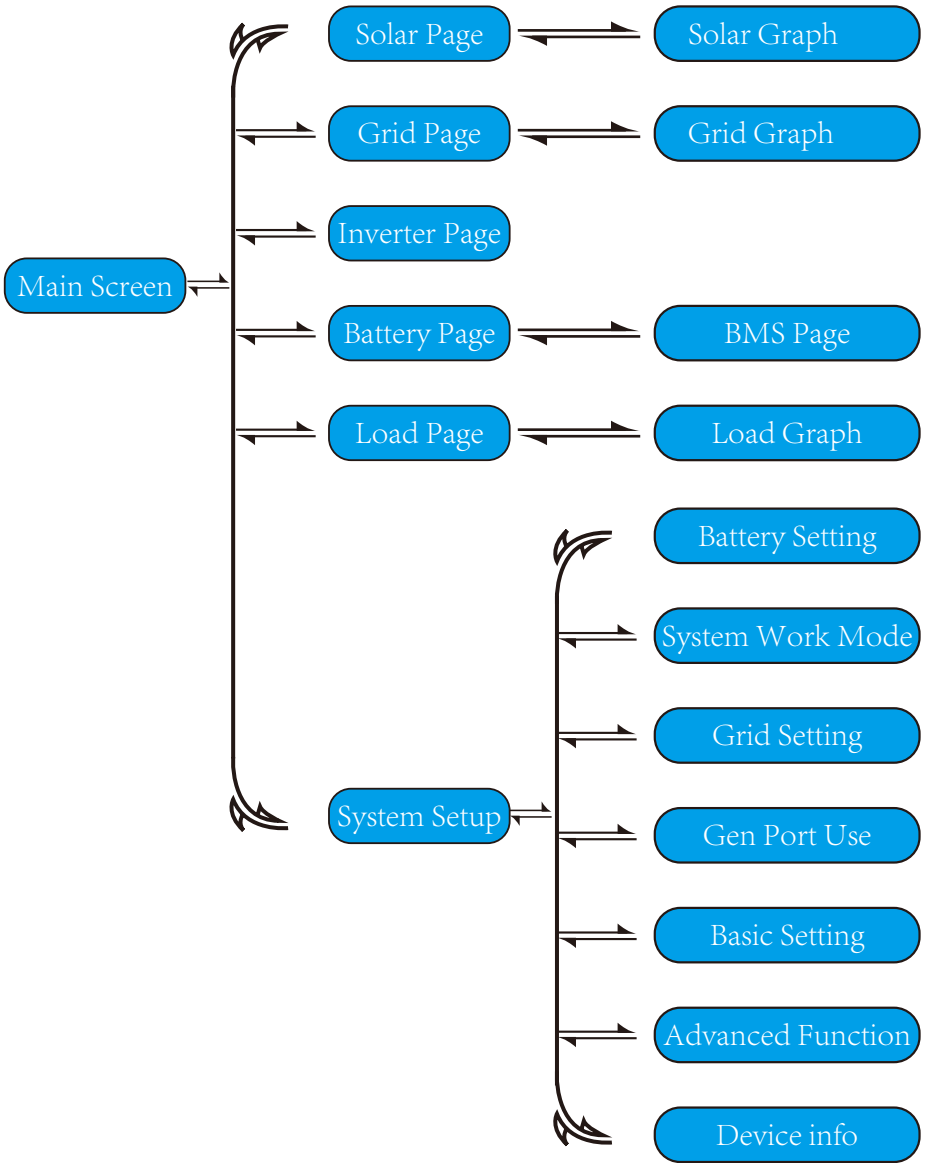 Solar Page
Solar Graph
Grid Page
Grid Graph
Inverter Page
Main Screen
Battery Page
BMS Page
Load Page
Load Graph
Battery Setting
System Work Mode
Grid Setting
System Setup
Gen Port Use
Basic Setting
Advanced Function
Device info